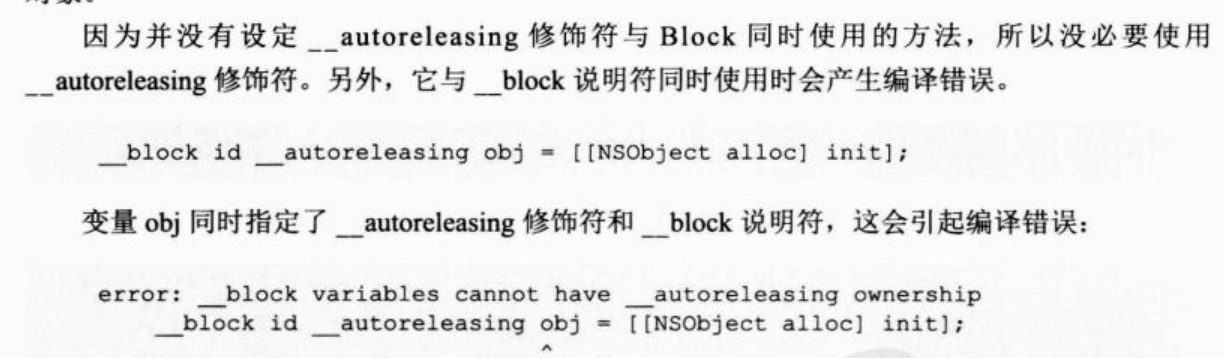 因为并没有设定 __autoreleasing 修饰符与 Block 同时使用的方法，所以没必要使用
__autoreleasing 修饰符。另外，它与 __block 说明符同时使用时会产生编译错误。
__block id __autoreleasing obj = [[NSObject alloc] init];
变量 obj 同时指定了 __autoreleasing 修饰符和 __block 说明符，这会引起编译错误：
error: __block variables cannot have __autoreleasing ownership
__block id __autoreleasing obj = [[NSObject alloc] init];
^